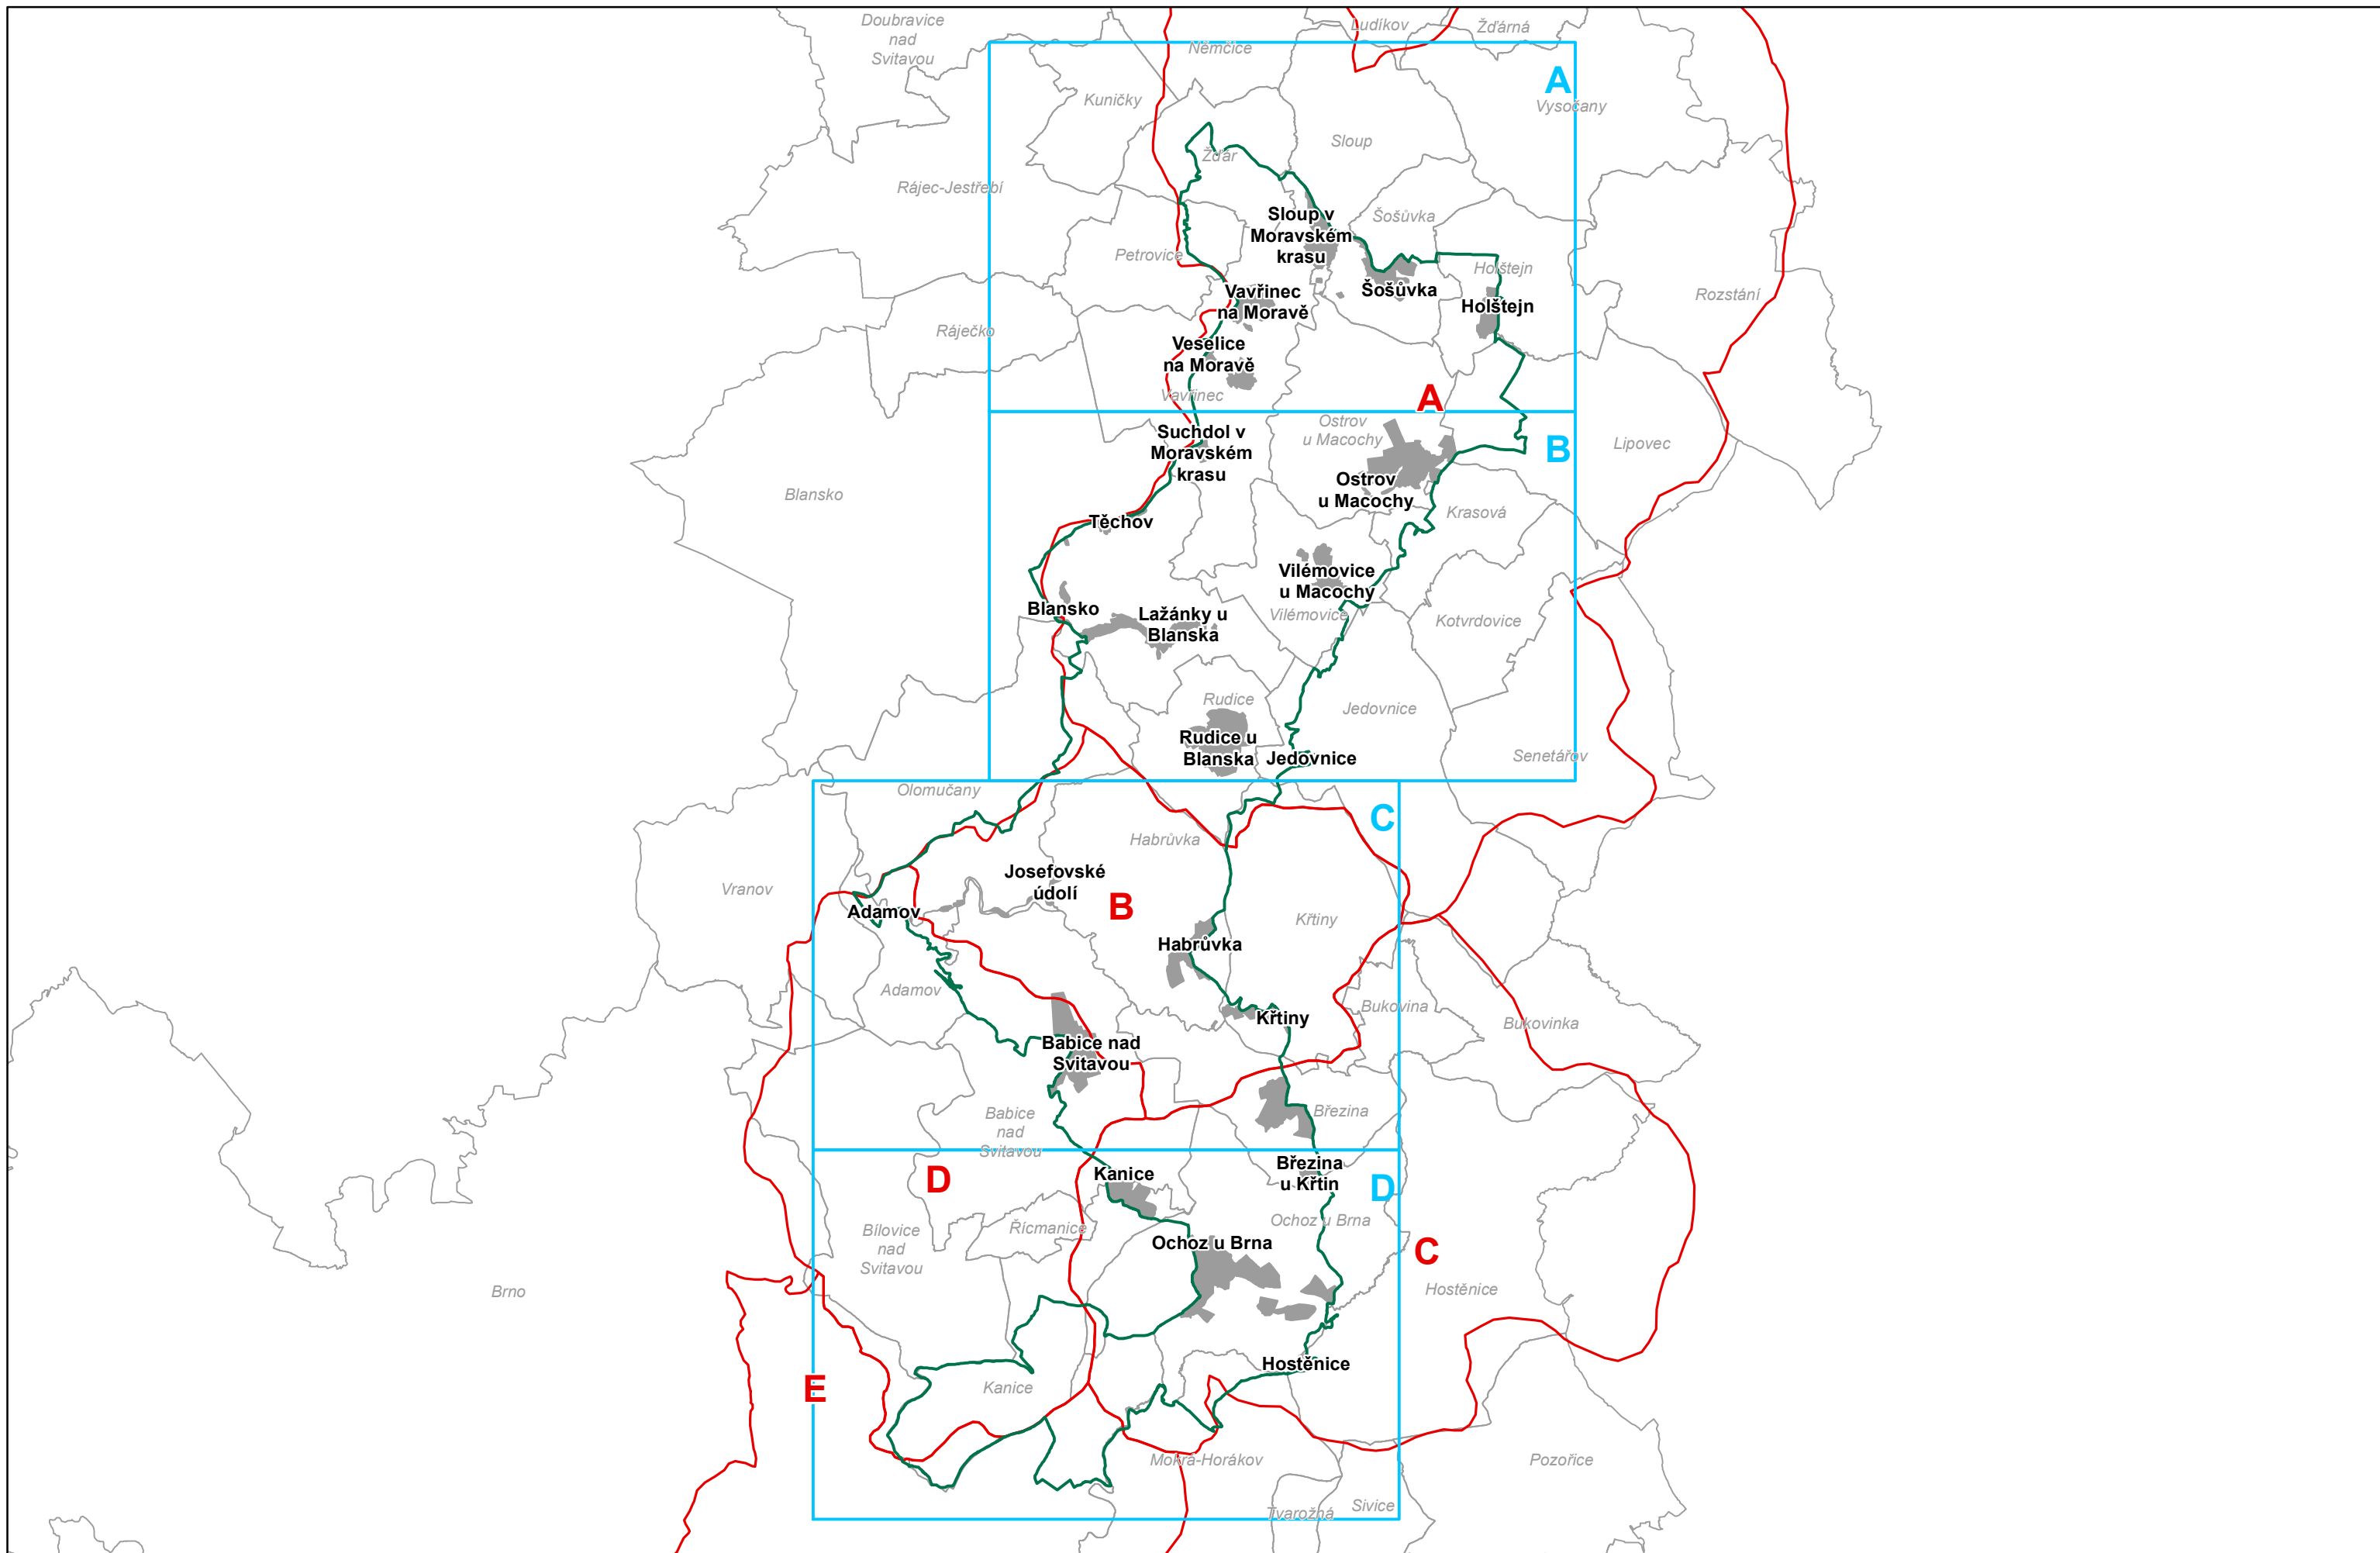 Doubravice
nad
Svitavou
Ludíkov
Žďárná
Němčice
A
Kuničky
Vysočany
Sloup
Žďár
Rájec-Jestřebí
Sloup v
Moravském
krasu
Šošůvka
Petrovice
Holštejn
Šošůvka
Vavřinec
na Moravě
Holštejn
Rozstání
Ráječko
Veselice
na Moravě
Vavřinec
A
Ostrov
u Macochy
Suchdol v
Moravském
krasu
B
Lipovec
Ostrov
u Macochy
Blansko
Krasová
Těchov
Vilémovice
u Macochy
Blansko
Lažánky u
Blanska
Vilémovice
Kotvrdovice
Rudice
Jedovnice
Rudice u
Blanska
Jedovnice
Senetářov
Olomučany
C
Habrůvka
Josefovské
údolí
Vranov
Adamov
B
Křtiny
Habrůvka
Adamov
Bukovina
Křtiny
Bukovinka
Babice nad
Svitavou
Babice
nad
Svitavou
Březina
D
Kanice
Březina
u Křtin
D
Říčmanice
Ochoz u Brna
Bílovice
nad
Svitavou
Ochoz u Brna
C
Brno
Hostěnice
Hostěnice
E
Kanice
Mokrá-Horákov
Pozořice
Tvarožná
Sivice